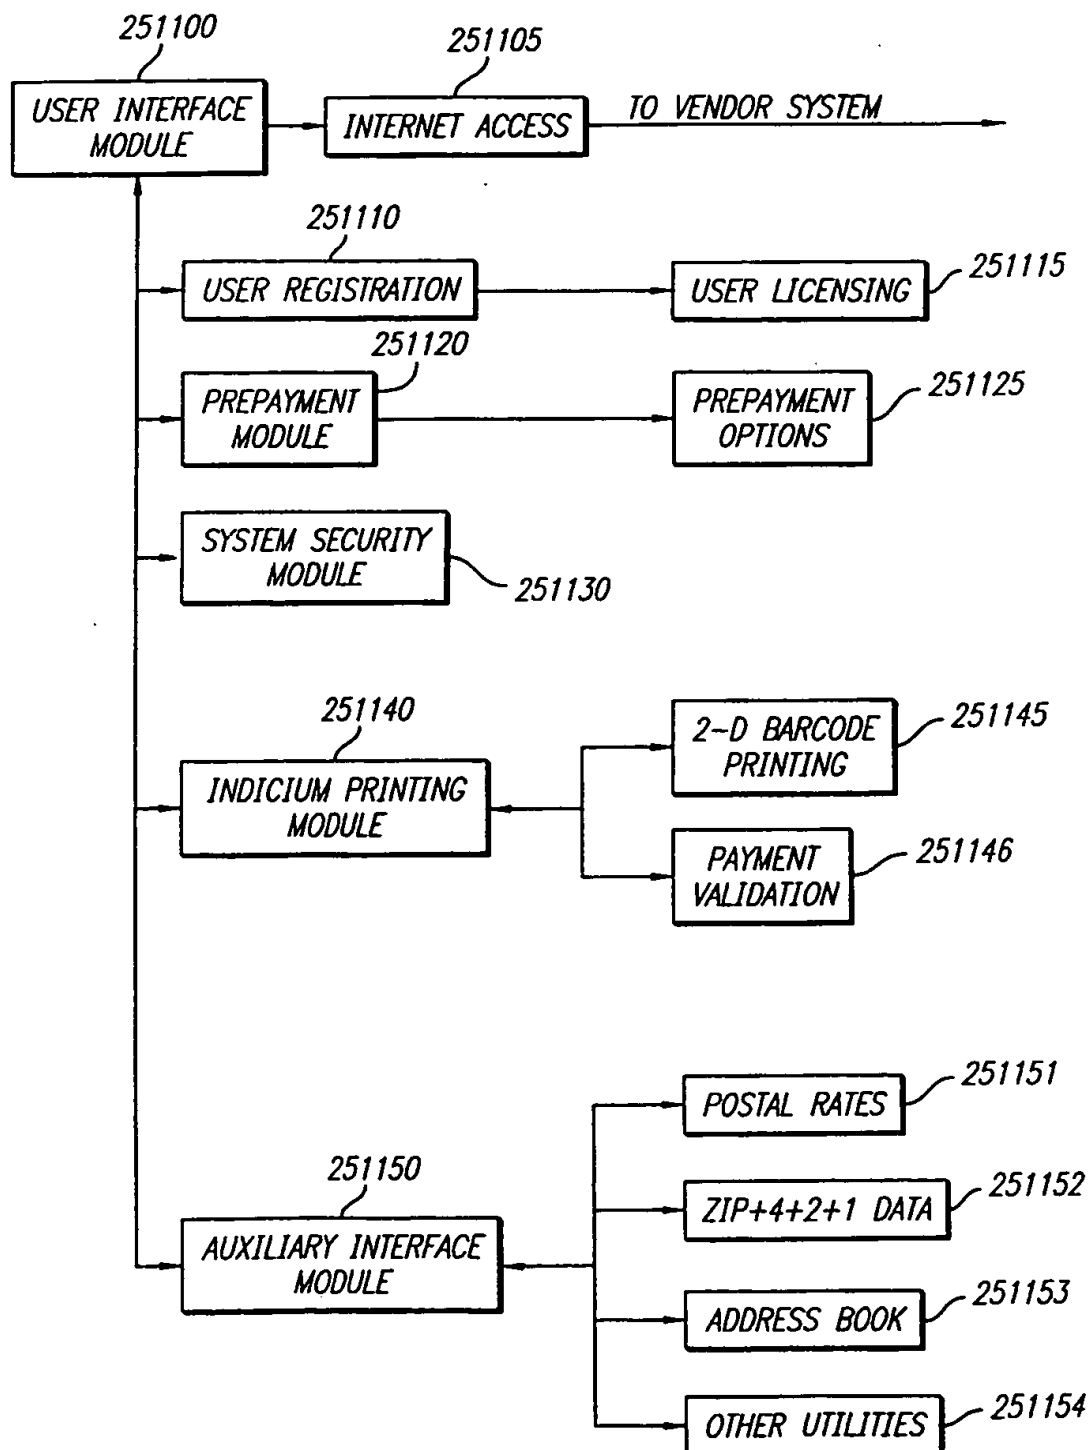 251100
251105
USER INTERFACE
MODULE
INTERNET ACCESS
TO VENDOR SYSTEM
251110
USER REGISTRATION
USER LICENSING
251115
251120
PREPAYMENT
MODULE
PREPAYMENT
OPTIONS
251125
SYSTEM SECURITY
MODULE
251130
251140
INDICIUM PRINTING
MODULE
2-D BARCODE
PRINTING
251145
PAYMENT
VALIDATION
251146
251150
AUXILIARY INTERFACE
MODULE
POSTAL RATES
251151
ZIP+4+2+1 DATA
251152
ADDRESS BOOK
251153
OTHER UTILITIES
251154